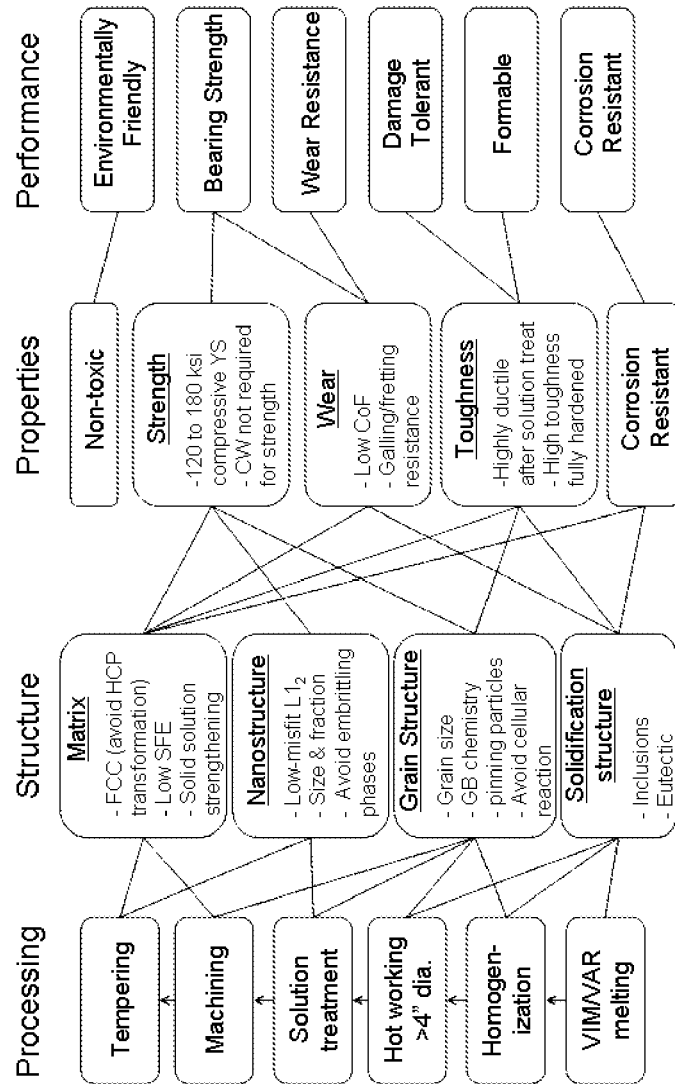 Processing
Structure
Properties
Performance
Tempering
Machining
Solution
treatment
Hot working
>4" dia.
Homogen-
ization
VIM/VAR
melting
Matrix
- FCC (avoid HCP
transformation)
- Low SFE
- Solid solution
strengthening
Nanostructure
- Low-misfit L1₂
- Size & fraction
- Avoid embrittling
phases
Grain Structure
- Grain size
- GB chemistry
- pinning particles
- Avoid cellular
reaction
Solidification
structure
- Inclusions
- Eutectic
Non-toxic
Strength
-120 to 180 ksi
compressive YS
- CW not required
for strength
Wear
- Low CoF
- Galling/fretting
resistance
Toughness
-Highly ductile
after solution treat
- High toughness
fully hardened
Corrosion
Resistant
Environmentally
Friendly
Bearing Strength
Wear Resistance
Damage
Tolerant
Formable
Corrosion
Resistant